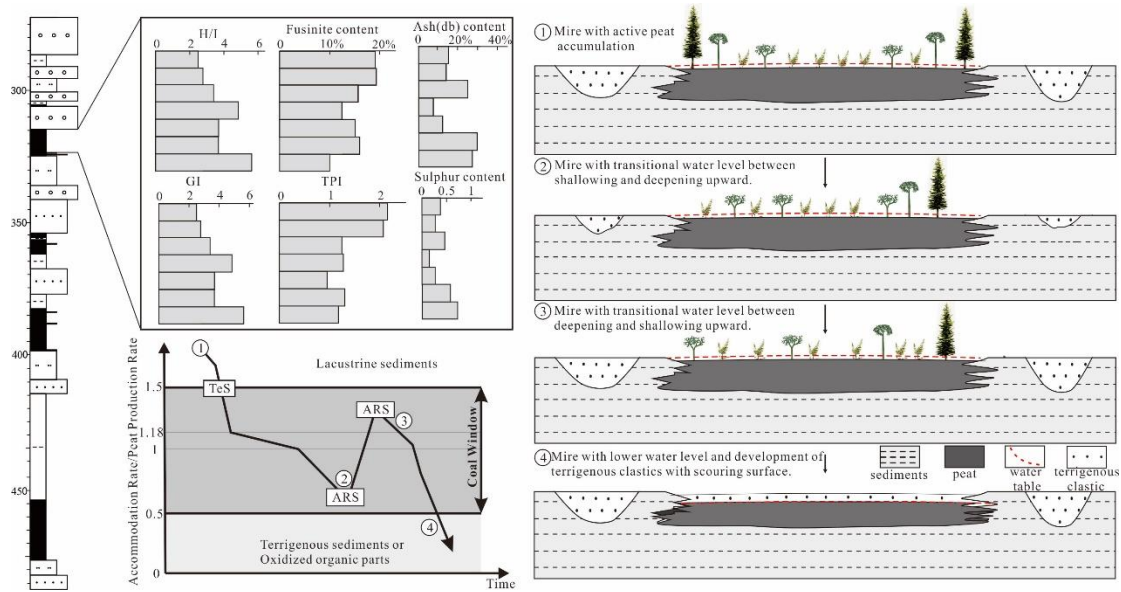 300
350
400
450
H/I
0 2 4 6
Fusinite content
0 10% 20%
Ash(db) content
0 20% 40%
GI
0 2 4 6
TPI
0 1 2
Sulphur content
0 0.5 1
Accommodation Rate/Peat Production Rate
1.5
1.18
1
0.5
0
Time
Lacustrine sediments
①
TeS
②
ARS
ARS
③
④
Coal Window
Terrigenous sediments or
Oxidized organic parts
① Mire with active peat
accumulation
② Mire with transitional water level between
shallowing and deepening upward.
③ Mire with transitional water level between
deepening and shallowing upward.
④ Mire with lower water level and development of
terrigenous clastics with scouring surface.
sediments
peat
water
table
terrigenous
clastic